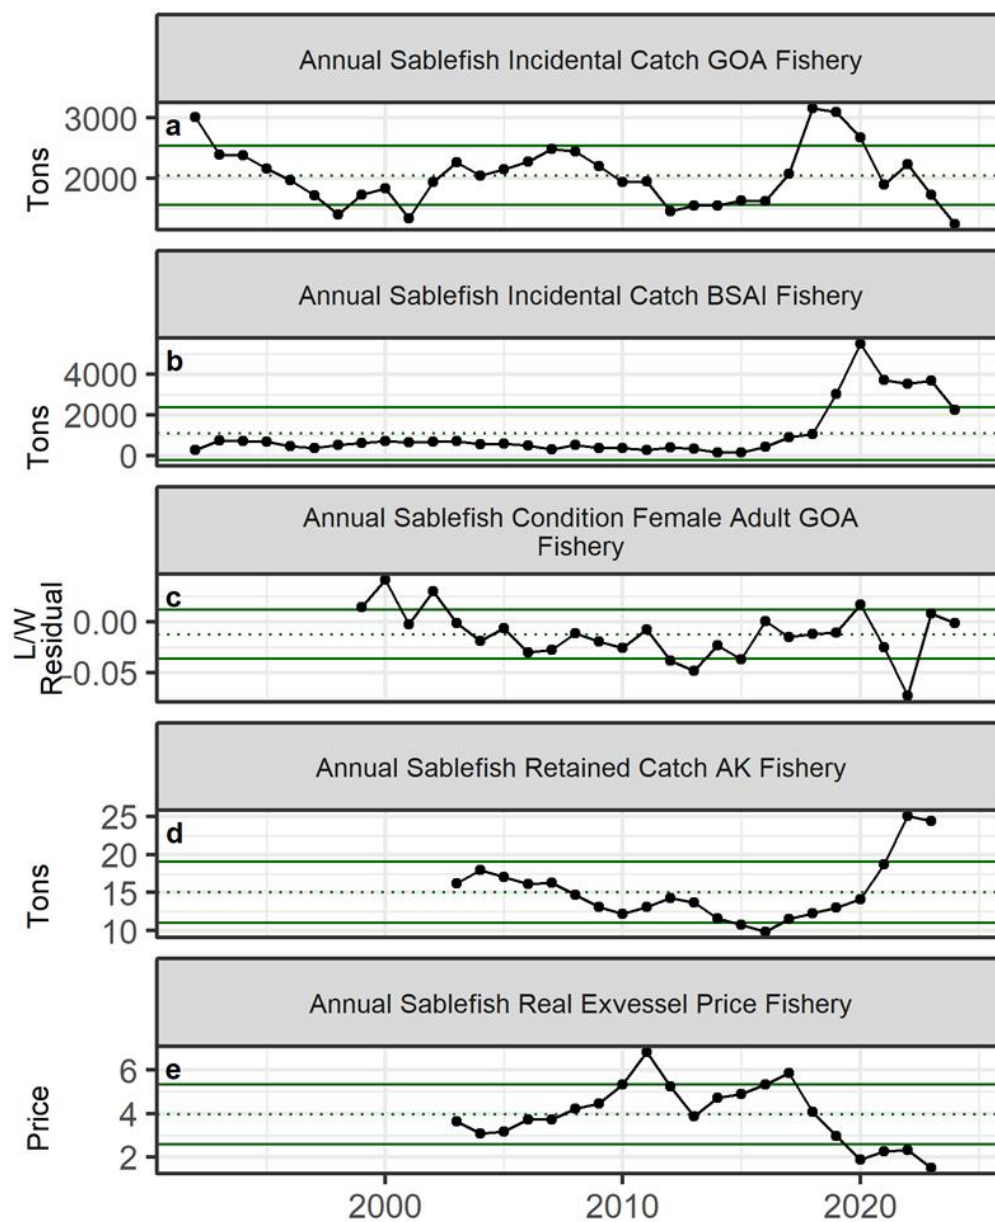 Annual Sablefish Incidental Catch GOA Fishery
a
3000
2000
Tons
Annual Sablefish Incidental Catch BSAI Fishery
b
4000
2000
0
Tons
Annual Sablefish Condition Female Adult GOA
Fishery
c
0.00
-0.05
L/W
Residual
Annual Sablefish Retained Catch AK Fishery
d
25
20
15
10
Tons
Annual Sablefish Real Exvessel Price Fishery
e
6
4
2
Price
2000 2010 2020